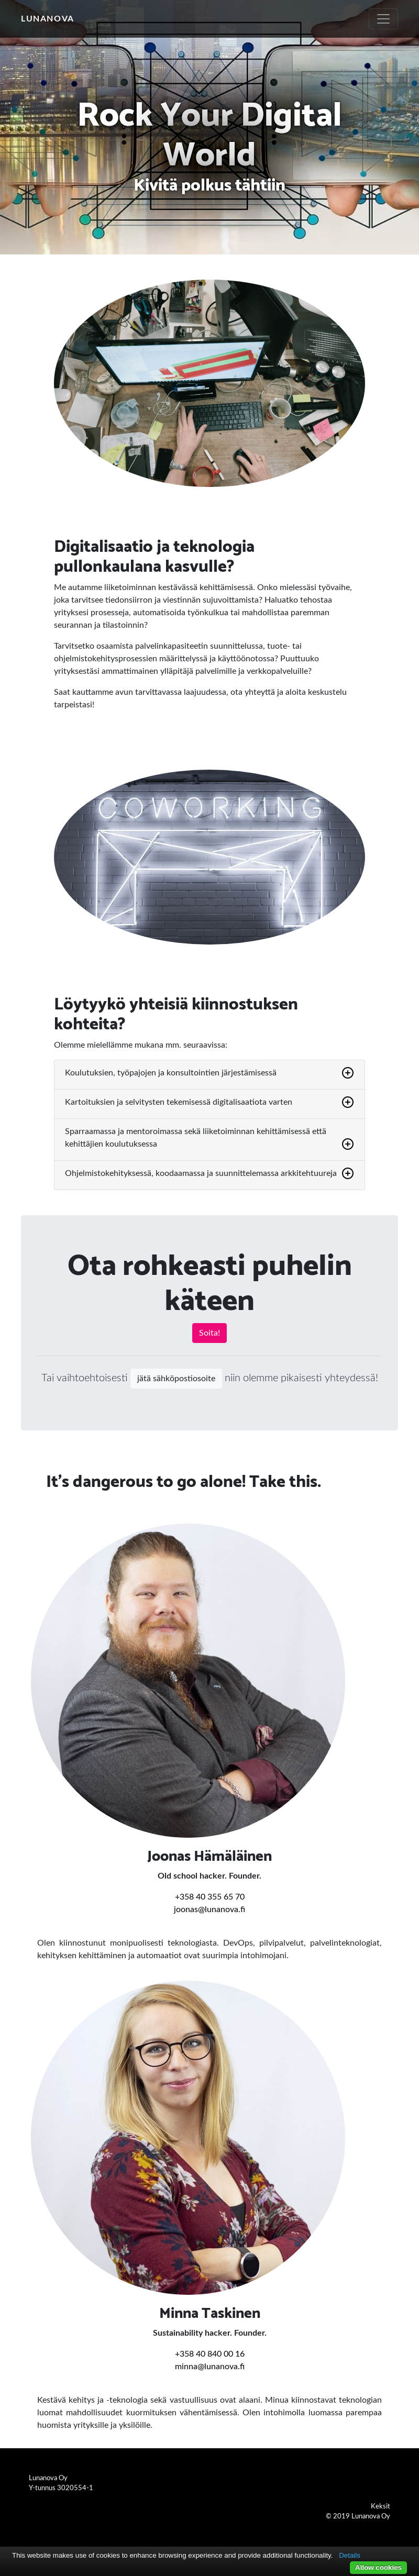 LUNANOVA
Rock Your Digital
World
Kivitä polkus tähtiin
COWORKING
Digitalisaatio ja teknologia
pullonkaulana kasvulle?
Me autamme liiketoiminnan kestävässä kehittämisessä. Onko mielessäsi työvaihe,
joka tarvitsee tiedonsiirron ja viestinnän sujuvoittamista? Haluatko tehostaa
yrityksesi prosesseja, automatisoida työnkulkua tai mahdollistaa paremman
seurannan ja tilastoinnin?
Tarvitsetko osaamista palvelinkapasiteetin suunnittelussa, tuote- tai
ohjelmistokehitysprosessien määrittelyssä ja käyttöönotossa? Puuttuuko
yrityksestäsi ammattimainen ylläpitäjä palvelimille ja verkkopalveluille?
Saat kauttamme avun tarvittavassa laajuudessa, ota yhteyttä ja aloita keskustelu
tarpeistasi!
Löytyykö yhteisiä kiinnostuksen
kohteita?
Olemme mielellämme mukana mm. seuraavissa:
Koulutuksien, työpajojen ja konsultointien järjestämisessä
Kartoituksien ja selvitysten tekemisessä digitalisaatiota varten
Sparraamassa ja mentoroimassa sekä liiketoiminnan kehittämisessä että
kehittäjien koulutuksessa
Ohjelmistokehityksessä, koodaamassa ja suunnittelemassa arkkitehtuureja
Ota rohkeasti puhelin
käteen
Soita!
Tai vaihtoehtoisesti jätä sähköpostiosoite niin olemme pikaisesti yhteydessä!
It's dangerous to go alone! Take this.
Joonas Hämäläinen
Old school hacker. Founder.
+358 40 355 65 70
joonas@lunanova.fi
Olen kiinnostunut monipuolisesti teknologiasta. DevOps, pilvipalvelut, palvelinteknologiat,
kehityksen kehittäminen ja automaatiot ovat suurimpia intohimojani.
Minna Taskinen
Sustainability hacker. Founder.
+358 40 840 00 16
minna@lunanova.fi
Kestävä kehitys ja -teknologia sekä vastuullisuus ovat alaani. Minua kiinnostavat teknologian
luomat mahdollisuudet kuormituksen vähentämisessä. Olen intohimolla luomassa parempaa
huomista yrityksille ja yksilöille.
Lunanova Oy
Y-tunnus 3020554-1
Keksit
© 2019 Lunanova Oy
This website makes use of cookies to enhance browsing experience and provide additional functionality. Details
Allow cookies